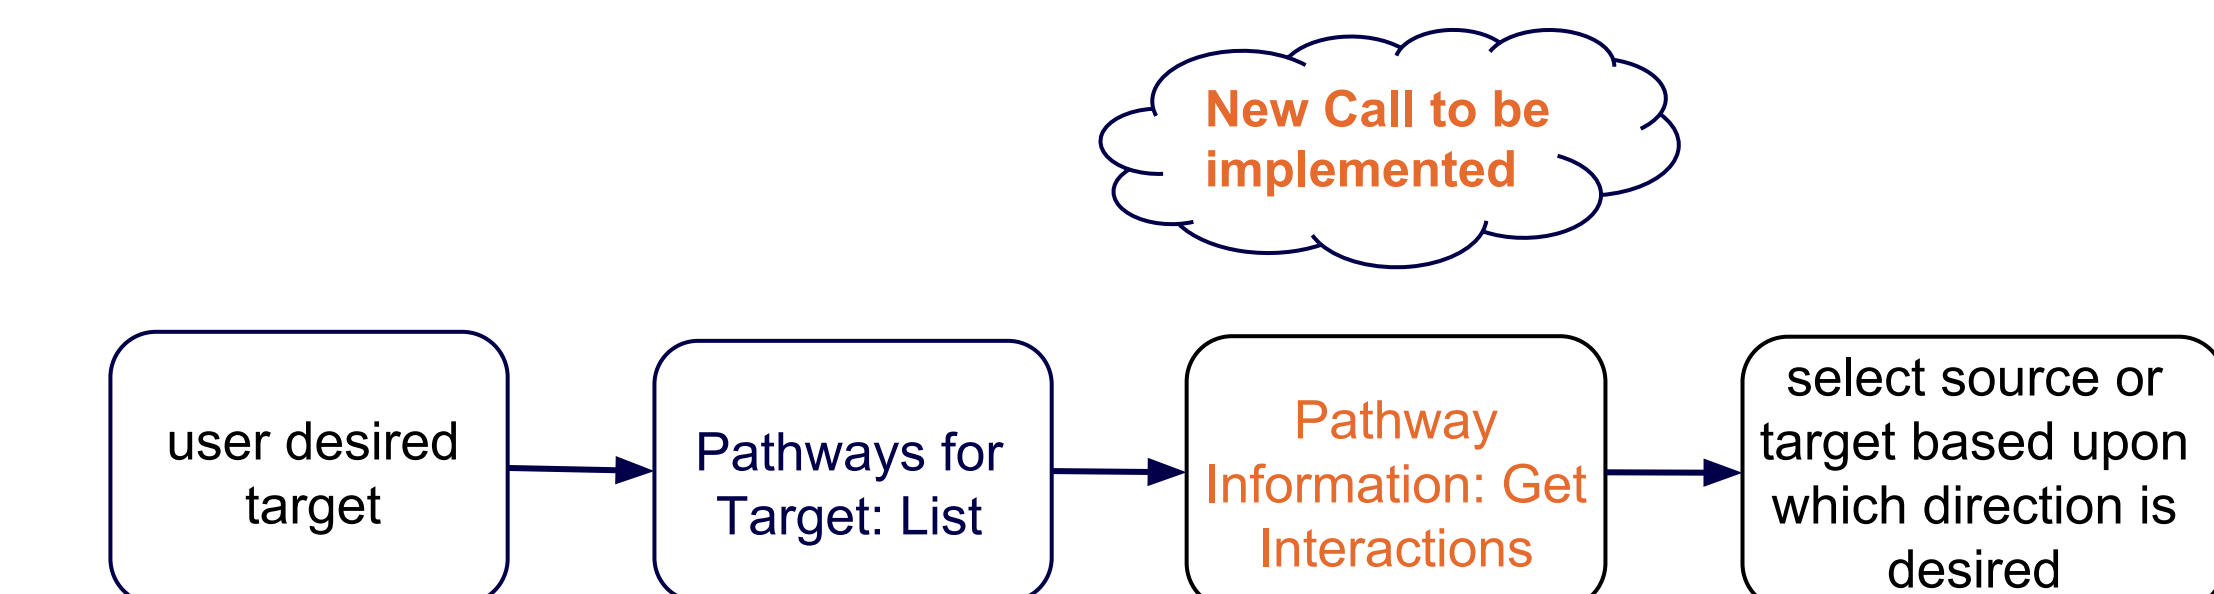 New Call to be
implemented
user desired
target
Pathways for
Target: List
Pathway
Information: Get
Interactions
select source or
target based upon
which direction is
desired